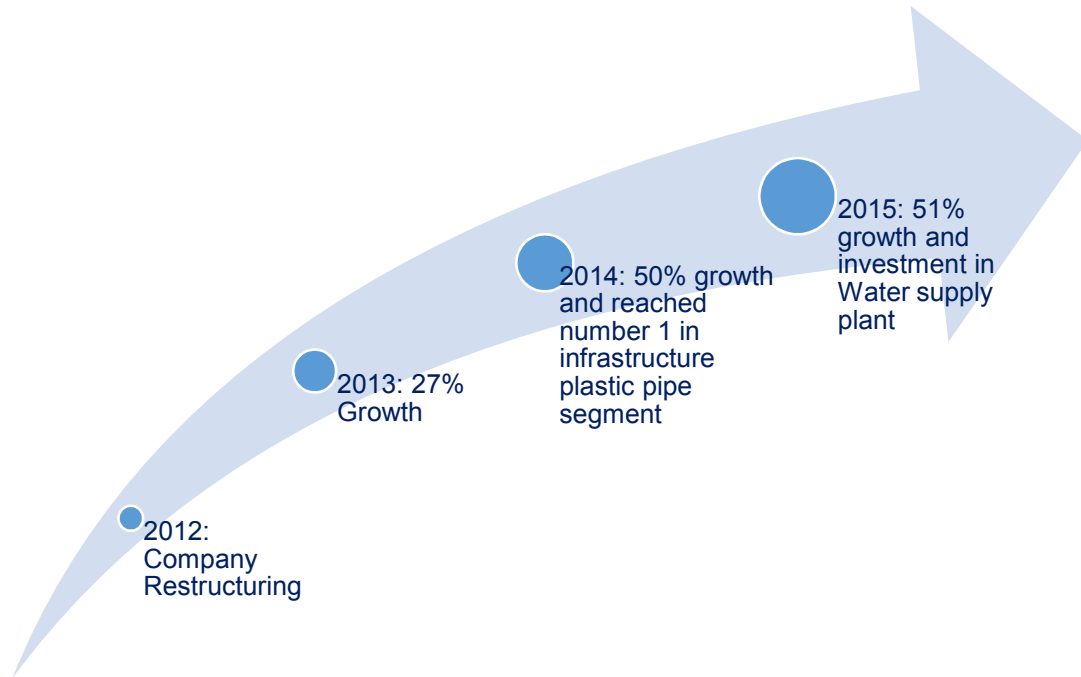 2012:
Company
Restructuring
2013: 27%
Growth
2014: 50% growth
and reached
number 1 in
infrastructure
plastic pipe
segment
2015: 51%
growth and
investment in
Water supply
plant